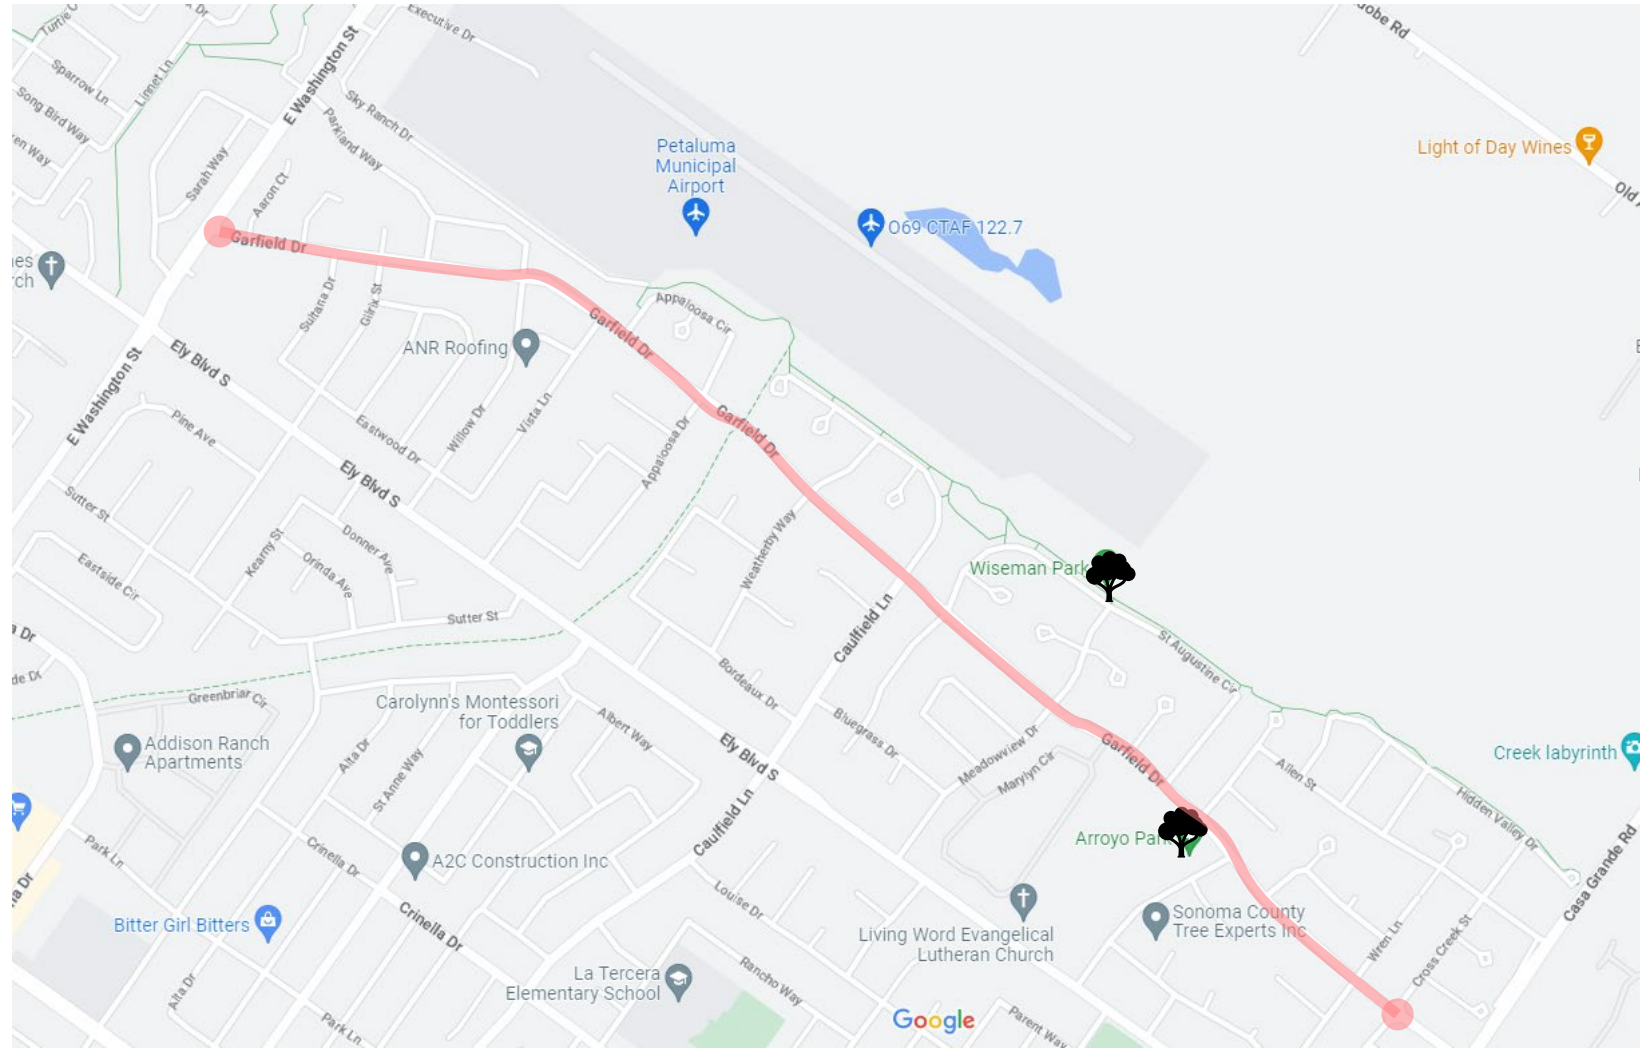 Executive Dr
Sparrow Ln
Linnet Ln
E Washington St
Song Bird Way
Sky Ranch Dr
Parkland Way
Petaluma
Municipal
Airport
Light of Day Wines
Sarah Way
Aaron Ct
O69 CTAF 122.7
Garfield Dr
Sultana Dr
Gilrix St
Appaloosa Cir
Garfield Dr
ANR Roofing
Ely Blvd S
E Washington St
Pine Ave
Eastwood Dr
Willow Dr
Vista Ln
Garfield Dr
Appaloosa Dr
Ely Blvd S
Sutter St
Kearny St
Donner Ave
Orinda Ave
Eastside Cir
Weatherby Way
Wiseman Park
Sutter St
Caulfield Ln
St Augustine Cir
Bordeaux Dr
Greenbriar Cir
Carolynn's Montessori
for Toddlers
Albert Way
Bluegrass Dr
Addison Ranch
Apartments
Alta Dr
St Anne Way
Ely Blvd S
Meadowview Dr
Marylyn Cir
Garfield Dr
Allen St
Creek labyrinth
Hidden Valley Dr
Caulfield Ln
Arroyo Park
Park Ln
Crinella Dr
A2C Construction Inc
Louise Dr
Casa Grande Rd
Bitter Girl Bitters
Crinella Dr
Living Word Evangelical
Lutheran Church
Sonoma County
Tree Experts Inc
Wren Ln
Cross Creek St
La Tercera
Elementary School
Rancho Way
Alta Dr
Park Ln
Google
Parent Way